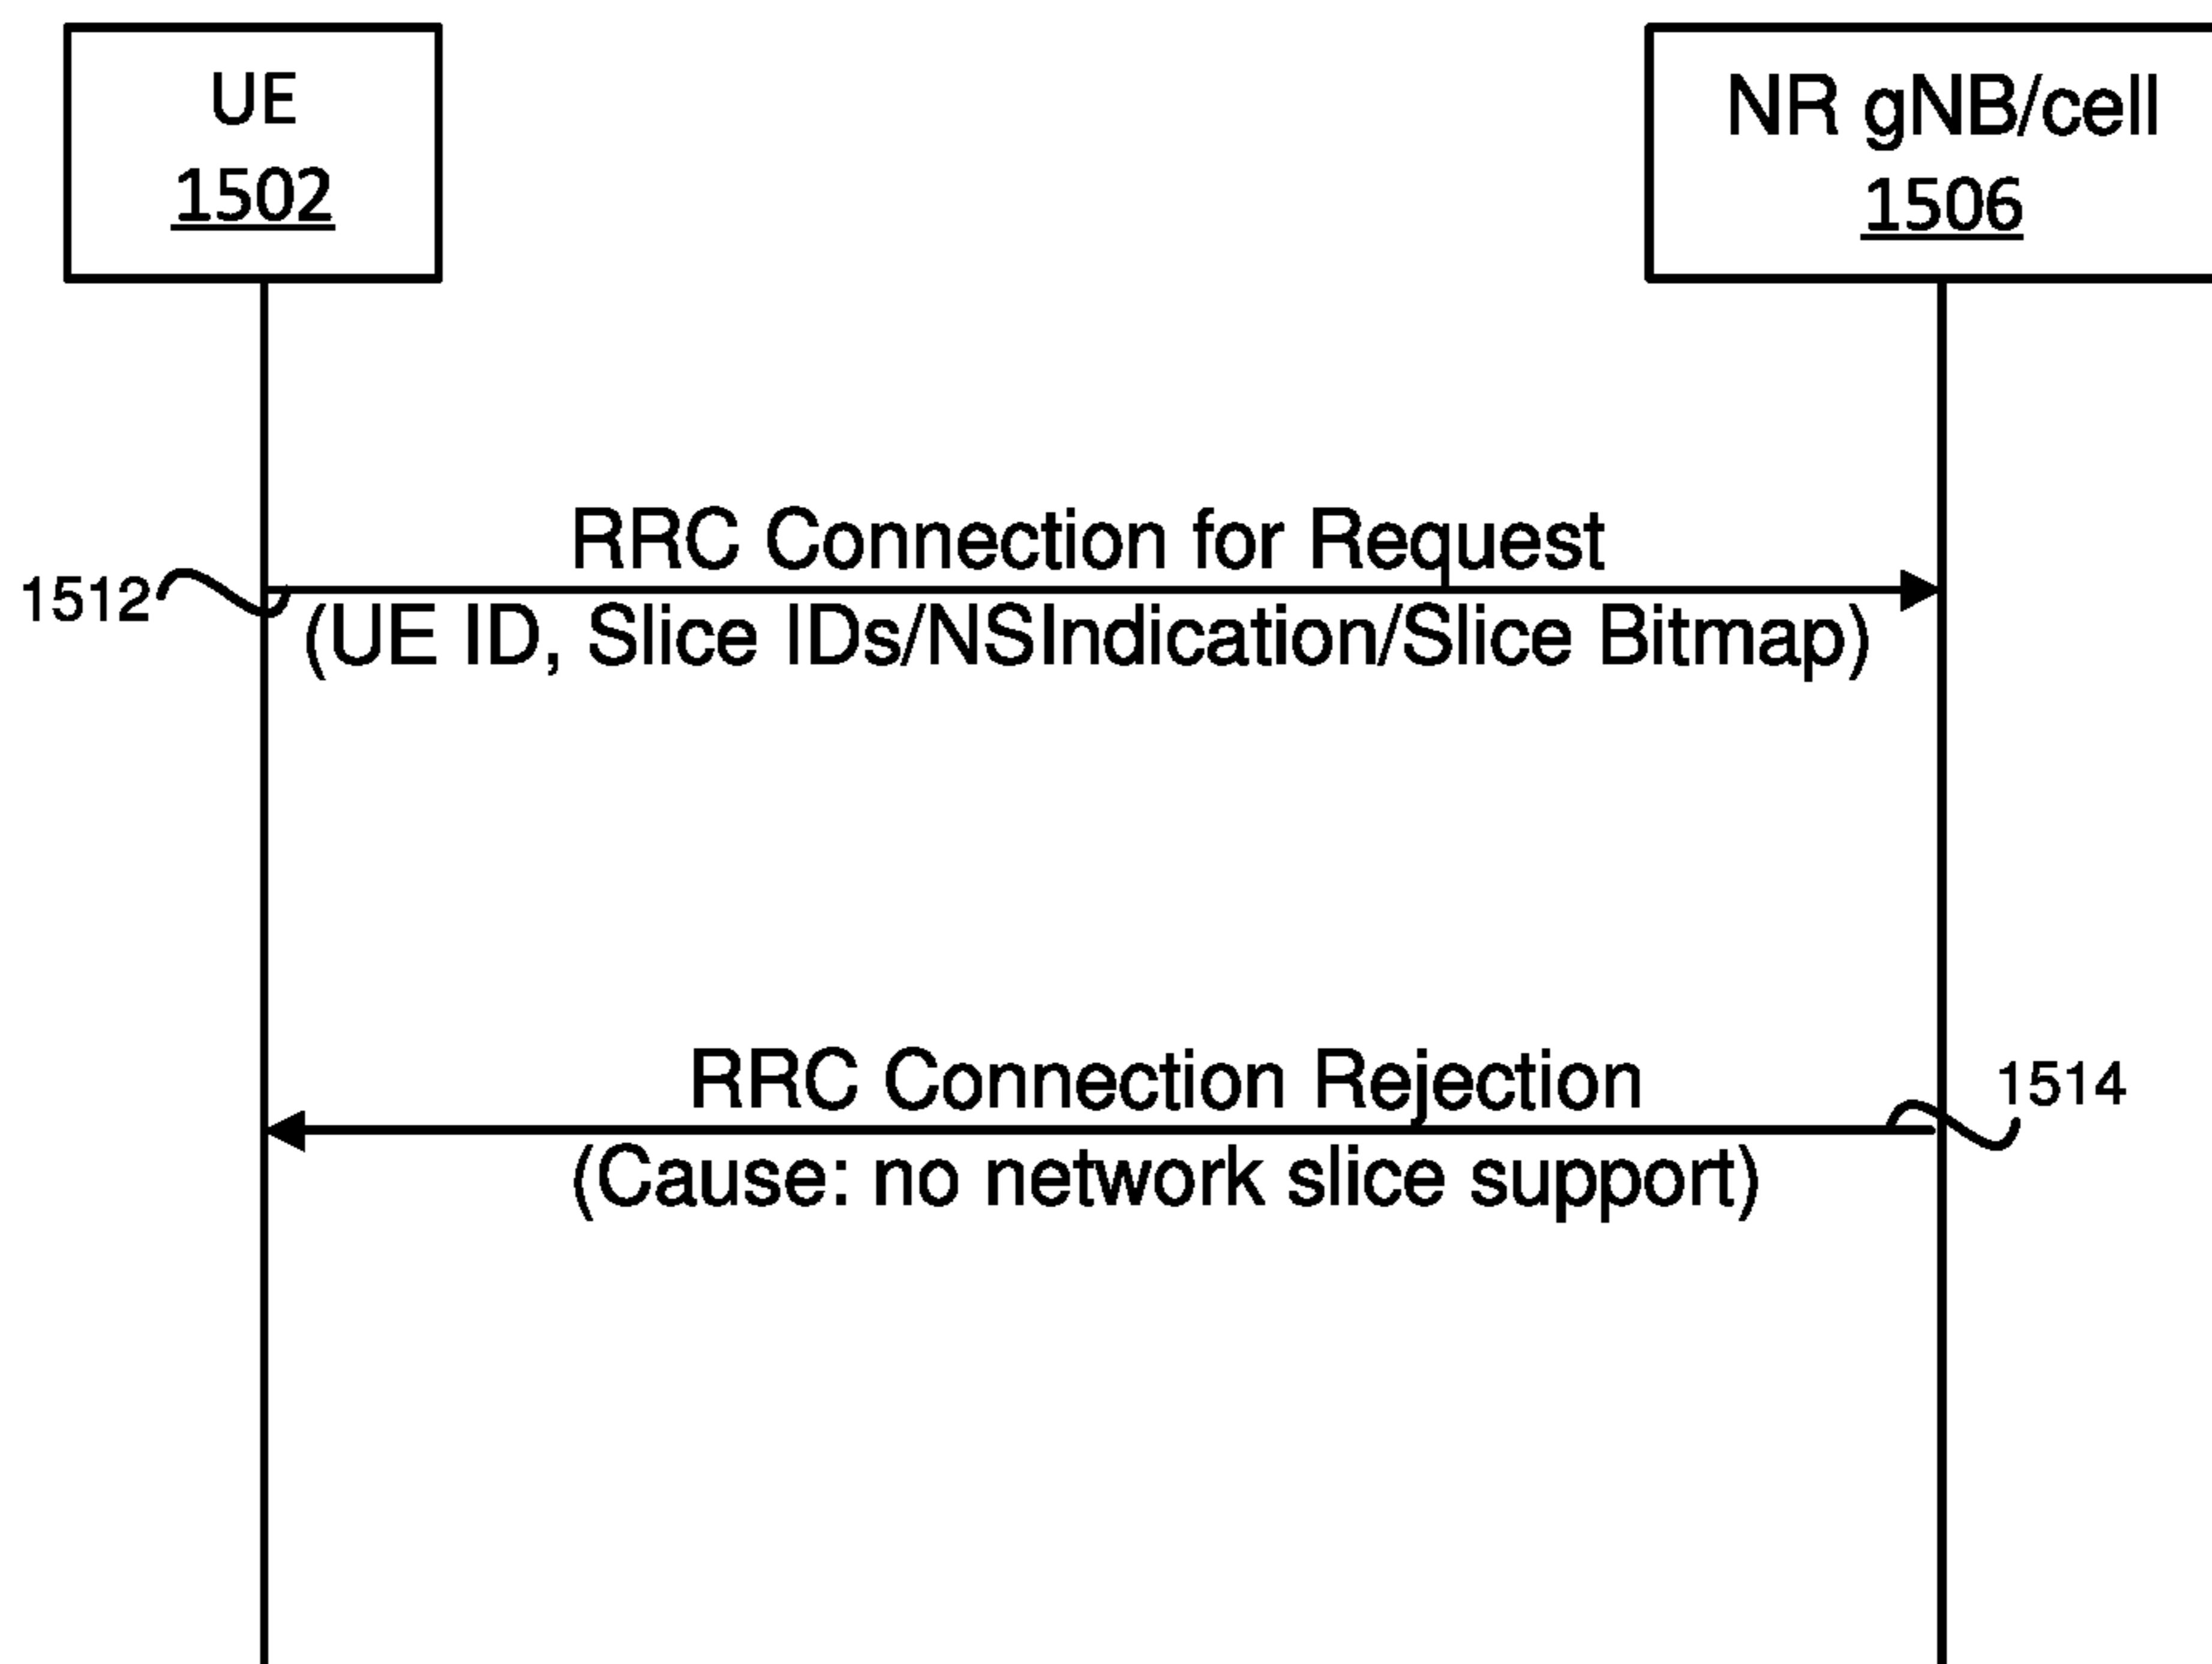 UE
1502
NR gNB/cell
1506
RRC Connection for Request
1512
(UE ID, Slice IDs/NSIndication/Slice Bitmap)
RRC Connection Rejection
1514
(Cause: no network slice support)